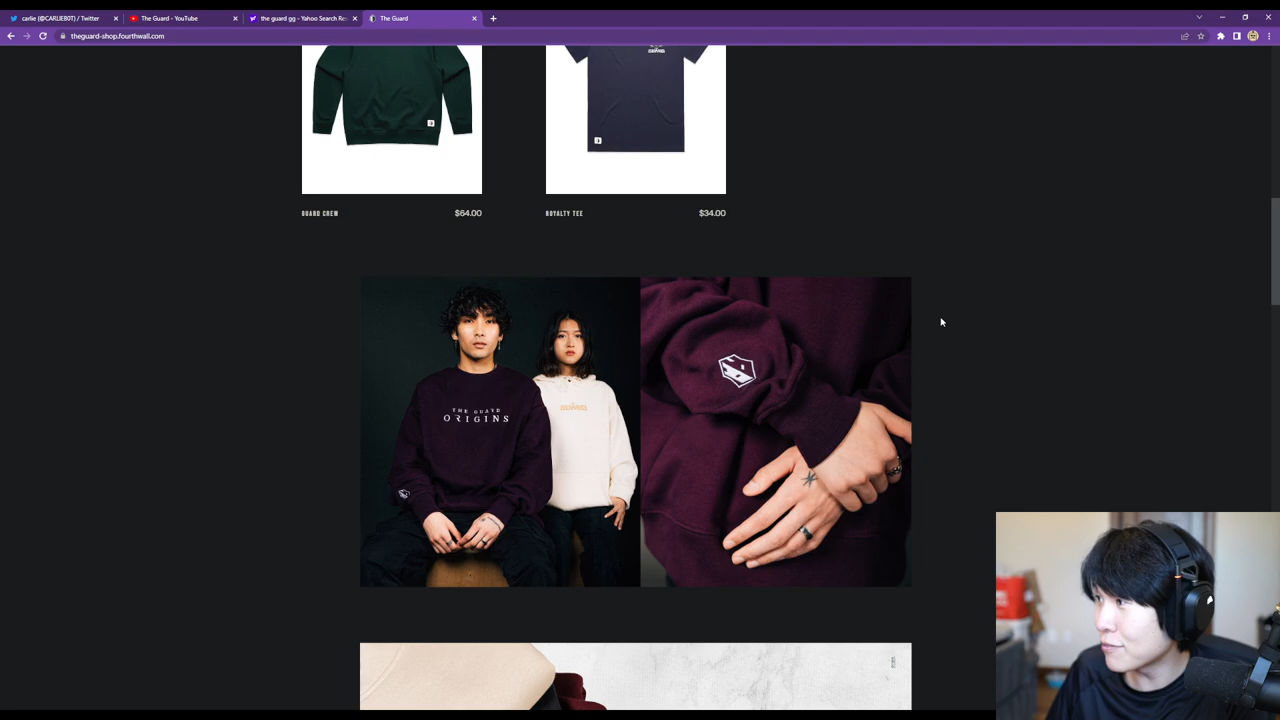 carlie (@CARLIEB0T) / Twitter
The Guard - YouTube
the guard gg - Yahoo Search Res
The Guard
theguard-shop.fourthwall.com
GUARD CREW
$64.00
ROYALTY TEE
$34.00
THE GUARD
ORIGINS